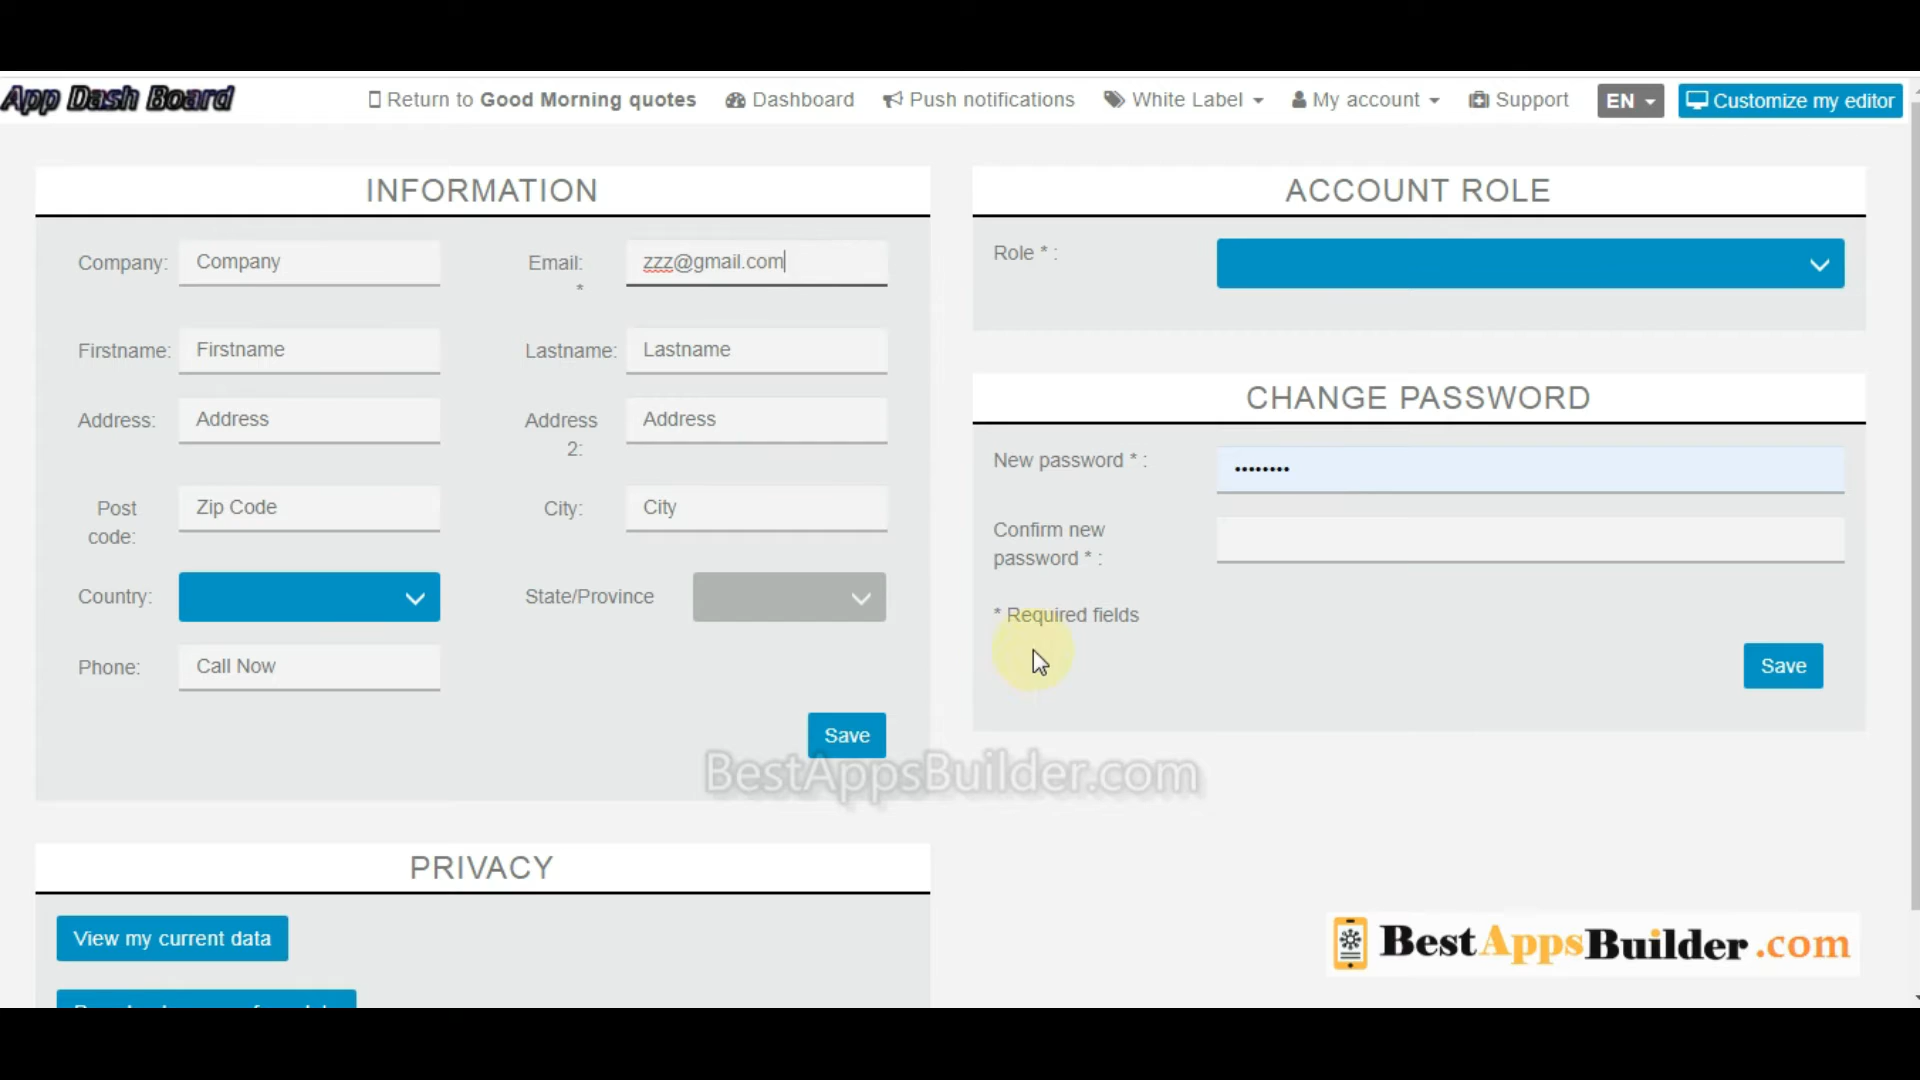 App Dash Board
Return to Good Morning quotes
Dashboard
Push notifications
White Label
My account
Support
EN
Customize my editor
INFORMATION
Company:
Company
Email:
*
zzz@gmail.com
Firstname:
Firstname
Lastname:
Lastname
Address:
Address
Address
2:
Address
Post
code:
Zip Code
City:
City
Country:
State/Province
Phone:
Call Now
Save
ACCOUNT ROLE
Role * :
CHANGE PASSWORD
New password * :
••••••••
Confirm new
password * :
* Required fields
Save
BestAppsBuilder.com
PRIVACY
View my current data
BestAppsBuilder.com